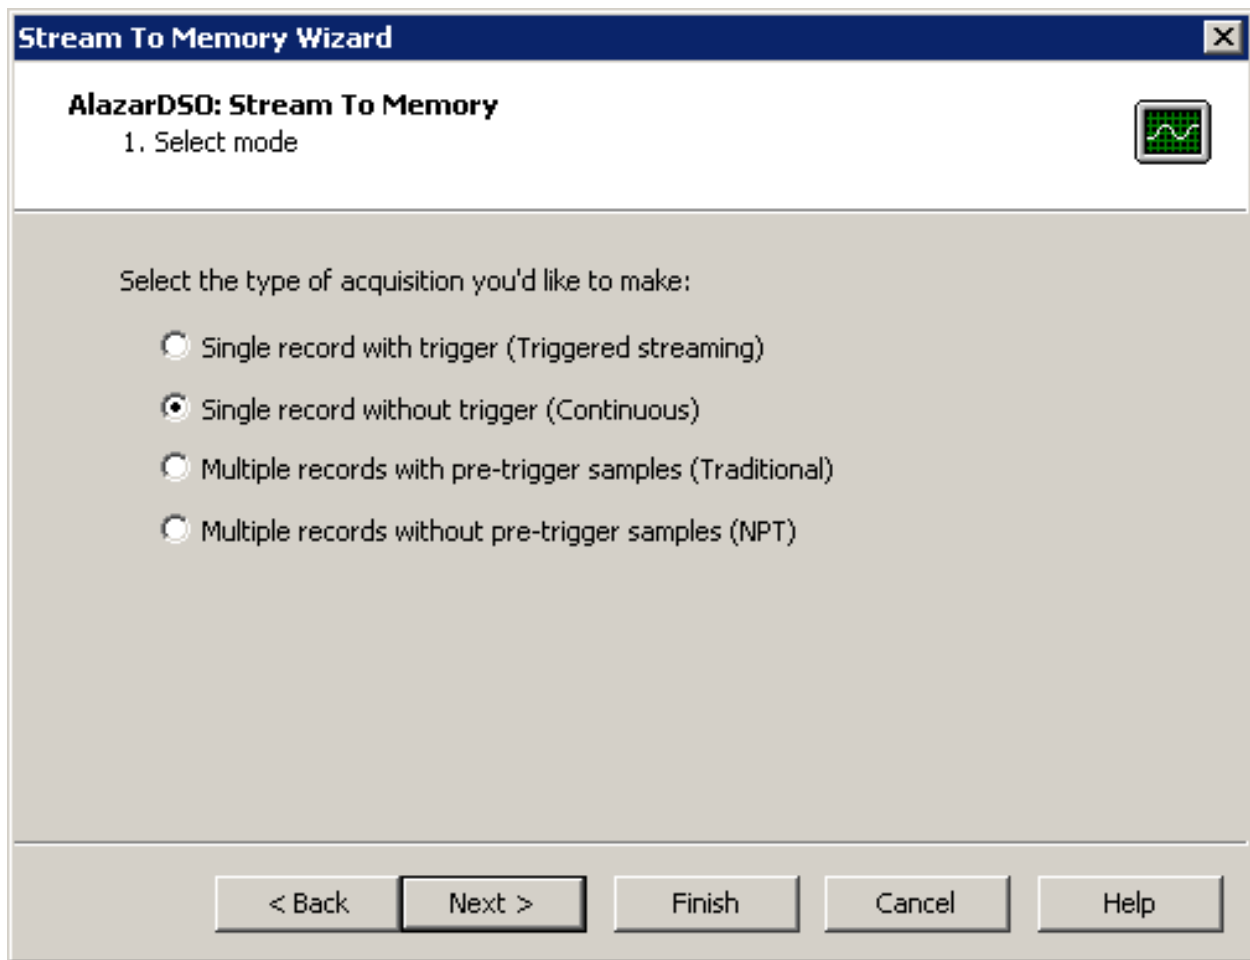 Stream To Memory Wizard
AlazarDSO: Stream To Memory
1. Select mode
Select the type of acquisition you'd like to make:
Single record with trigger (Triggered streaming)
Single record without trigger (Continuous)
Multiple records with pre-trigger samples (Traditional)
Multiple records without pre-trigger samples (NPT)
< Back Next > Finish Cancel Help